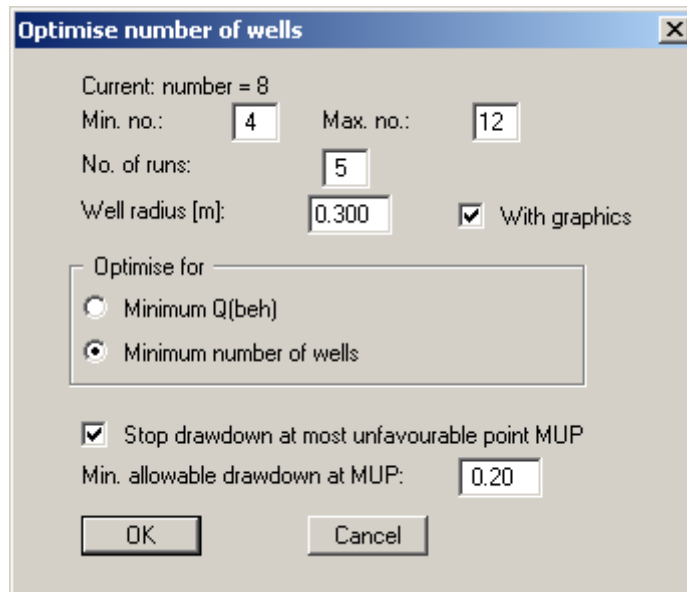 Optimise number of wells
Current: number = 8
Min. no.: 4 Max. no.: 12
No. of runs: 5
Well radius [m]: 0.300 With graphics
Optimise for
Minimum Q(beh)
Minimum number of wells
Stop drawdown at most unfavourable point MUP
Min. allowable drawdown at MUP: 0.20
OK Cancel